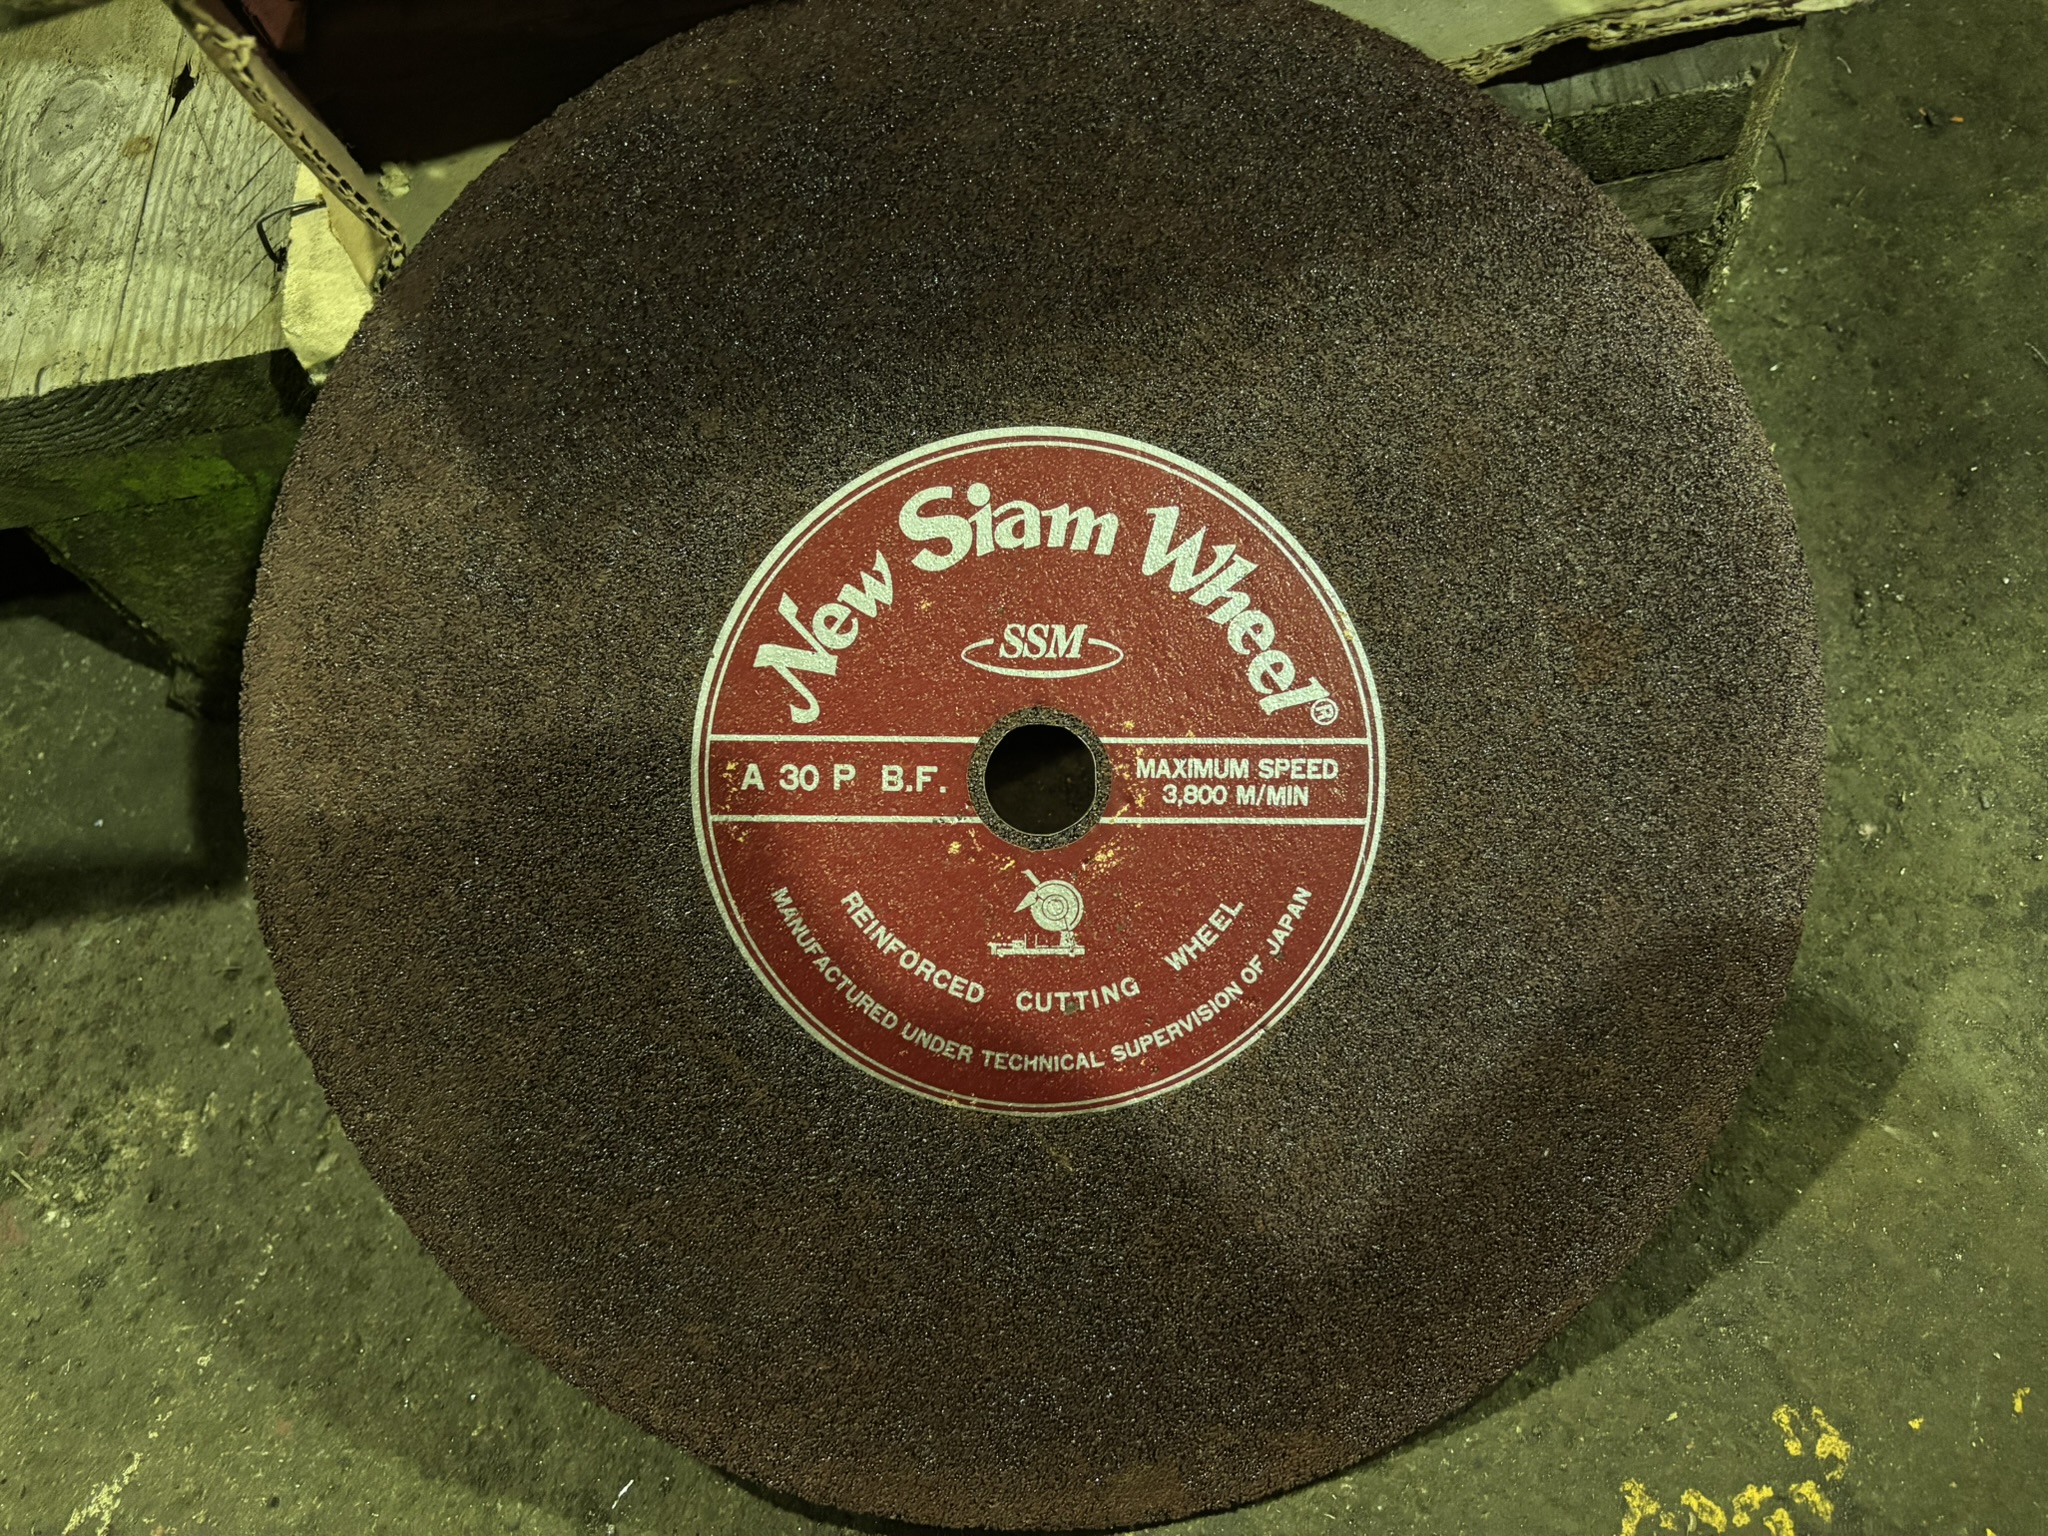 New Siam Wheel®
SSM
A 30 P B.F.
MAXIMUM SPEED
3,800 M/MIN
REINFORCED CUTTING WHEEL
MANUFACTURED UNDER TECHNICAL SUPERVISION OF JAPAN